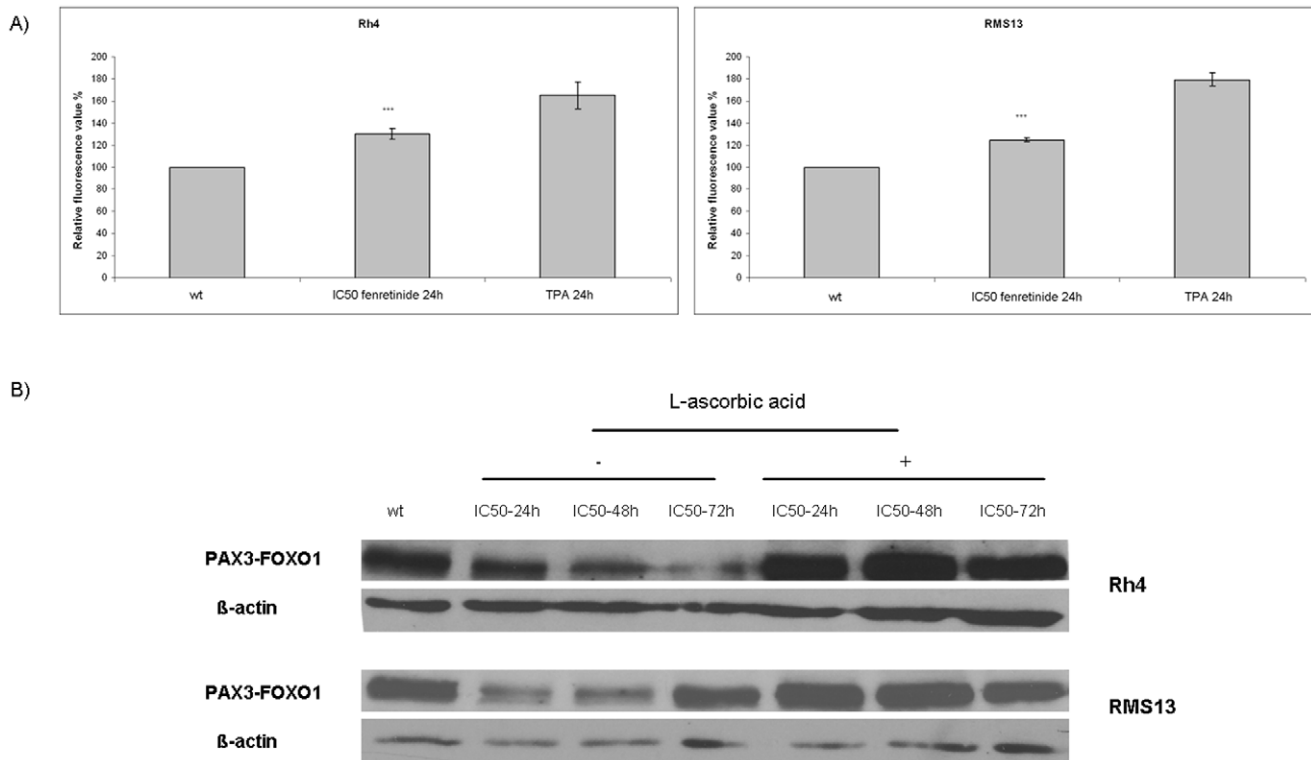 A)
Rh4
Relative fluorescence value %
200
180
160
140
120
100
80
60
40
20
0
***
wt
IC50 fenretinide 24h
TPA 24h
RMS13
Relative fluorescence value %
200
180
160
140
120
100
80
60
40
20
0
***
wt
IC50 fenretinide 24h
TPA 24h
B)
L-ascorbic acid
- +
wt IC50-24h IC50-48h IC50-72h IC50-24h IC50-48h IC50-72h
PAX3-FOXO1
Rh4
ß-actin
PAX3-FOXO1
RMS13
ß-actin